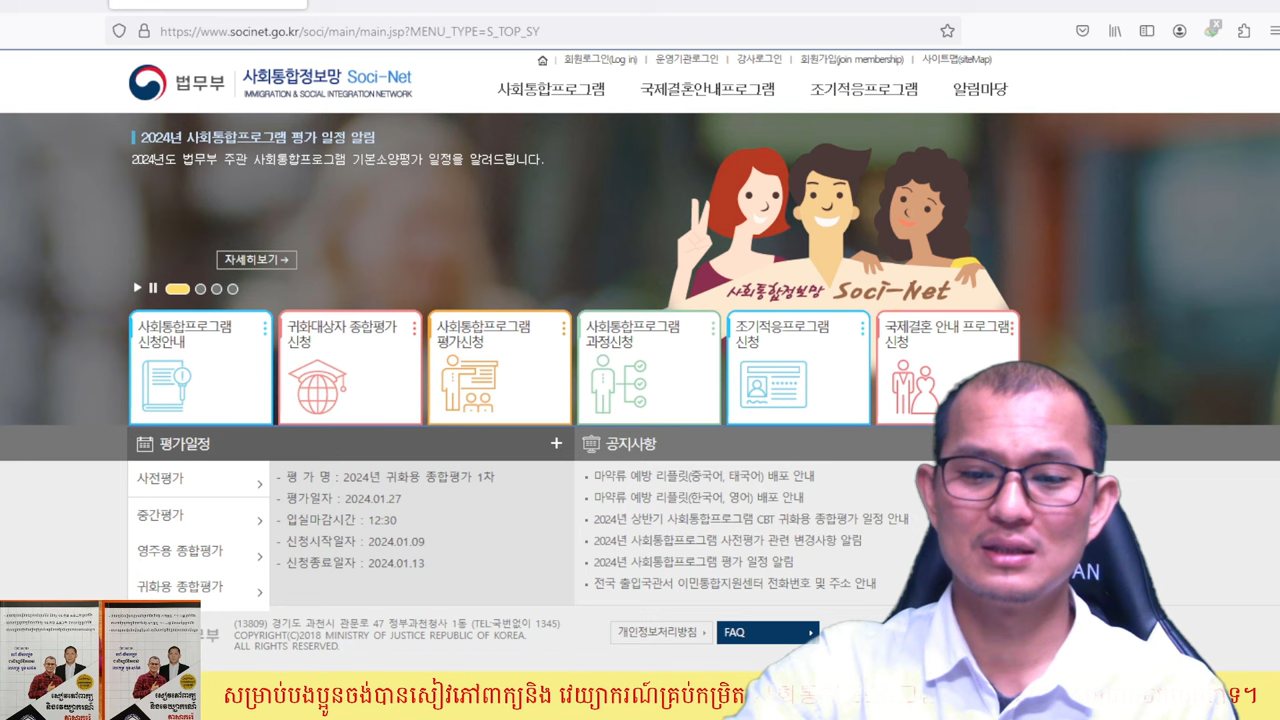 https://www.socinet.go.kr/soci/main/main.jsp?MENU_TYPE=S_TOP_SY
회원로그인(Log in) | 운영기관로그인 | 강사로그인 | 회원가입(join membership) | 사이트맵(siteMap)
법무부
사회통합정보망 Soci-Net
IMMIGRATION & SOCIAL INTEGRATION NETWORK
사회통합프로그램 국제결혼안내프로그램 조기적응프로그램 알림마당
2024년 사회통합프로그램 평가 일정 알림
2024년도 법무부 주관 사회통합프로그램 기본소양평가 일정을 알려드립니다.
자세히보기→
사회통합정보망 Soci-Net
사회통합프로그램
신청안내
귀화대상자 종합평가
신청
사회통합프로그램
평가신청
사회통합프로그램
과정신청
조기적응프로그램
신청
국제결혼 안내 프로그램
신청
평가일정 +
사전평가
중간평가
영주용 종합평가
귀화용 종합평가
- 평 가 명 : 2024년 귀화용 종합평가 1차
- 평가일자 : 2024.01.27
- 입실마감시간 : 12:30
- 신청시작일자 : 2024.01.09
- 신청종료일자 : 2024.01.13
공지사항
마약류 예방 리플릿(중국어, 태국어) 배포 안내
마약류 예방 리플릿(한국어, 영어) 배포 안내
2024년 상반기 사회통합프로그램 CBT 귀화용 종합평가 일정 안내
2024년 사회통합프로그램 사전평가 관련 변경사항 알림
2024년 사회통합프로그램 평가 일정 알림
전국 출입국관서 이민통합지원센터 전화번호 및 주소 안내
(13809) 경기도 과천시 관문로 47 정부과천청사 1동 (TEL:국번없이 1345)
COPYRIGHT(C)2018 MINISTRY OF JUSTICE REPUBLIC OF KOREA.
ALL RIGHTS RESERVED.
개인정보처리방침
FAQ
AN
សម្រាប់បងប្អូនចង់បានសៀវភៅពាក្យនិង វេយ្យាករណ៍គ្រប់កម្រិត